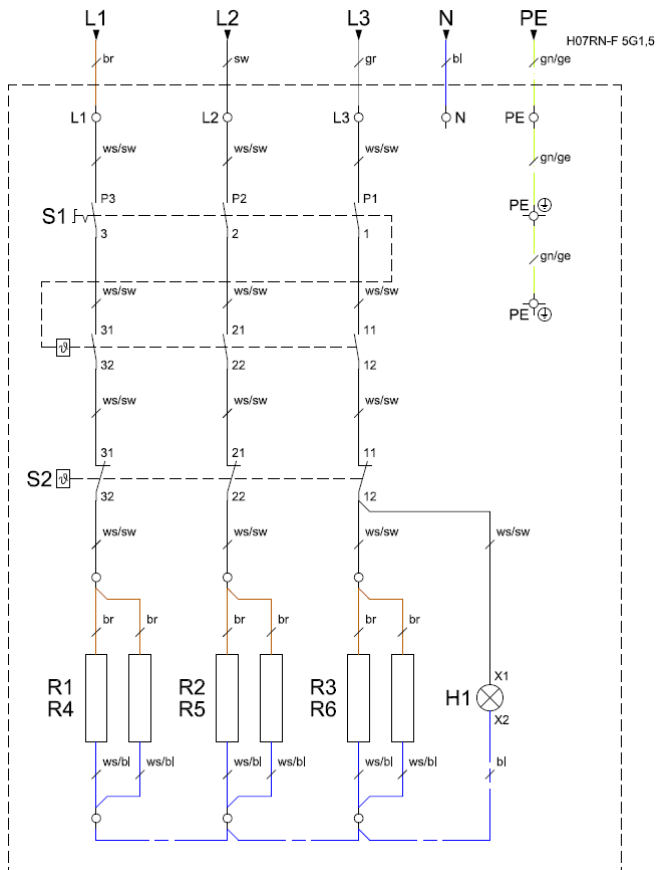 L1 L2 L3 N PE
H07RN-F 5G1,5
br sw gr bl gn/ge
L1 L2 L3 N PE
ws/sw ws/sw ws/sw gn/ge
P3 P2 P1
PE
S1
3 2 1
gn/ge
ws/sw ws/sw ws/sw
PE
31 21 11
ϑ
32 22 12
ws/sw ws/sw ws/sw
31 21 11
S2 ϑ
32 22 12
ws/sw ws/sw ws/sw ws/sw
br br br br br br
R1 R2 R3
X1
R4 R5 R6
H1
X2
ws/bl ws/bl ws/bl ws/bl ws/bl ws/bl bl